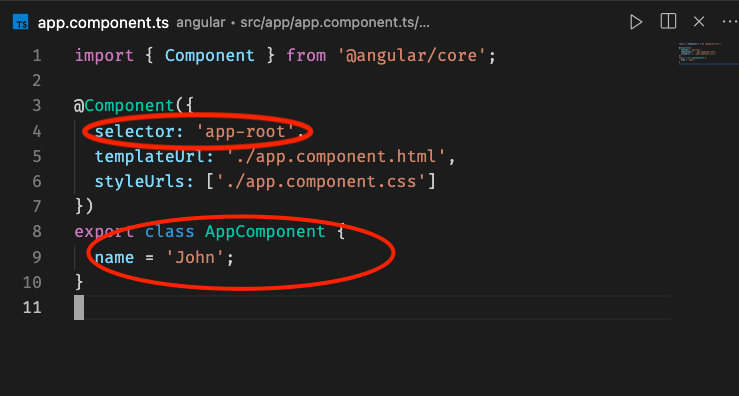 TS app.component.ts angular • src/app/app.component.ts/...
1 import { Component } from '@angular/core';
2
3 @Component({
4   selector: 'app-root',
5   templateUrl: './app.component.html',
6   styleUrls: ['./app.component.css']
7 })
8 export class AppComponent {
9   name = 'John';
10 }
11